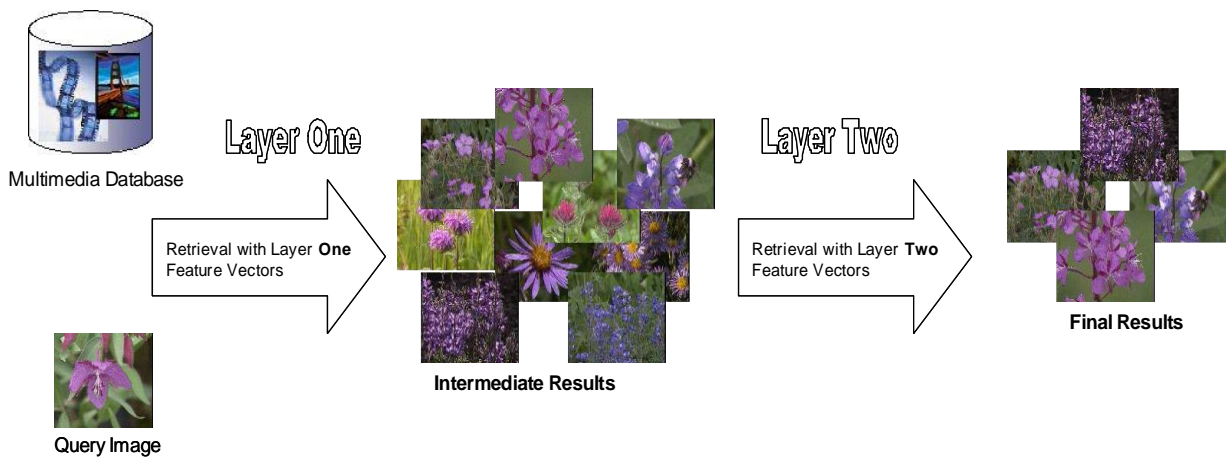 Layer One
Layer Two
Multimedia Database
Retrieval with Layer One
Feature Vectors
Retrieval with Layer Two
Feature Vectors
Final Results
Intermediate Results
Query Image